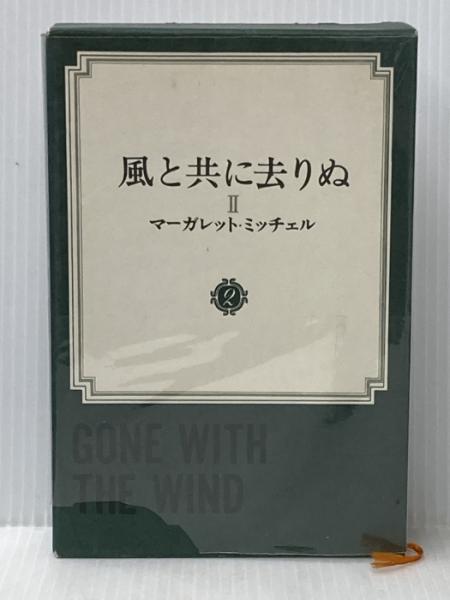 風と共に去りぬ
II
マーガレット・ミッチェル
2
GONE WITH
THE WIND